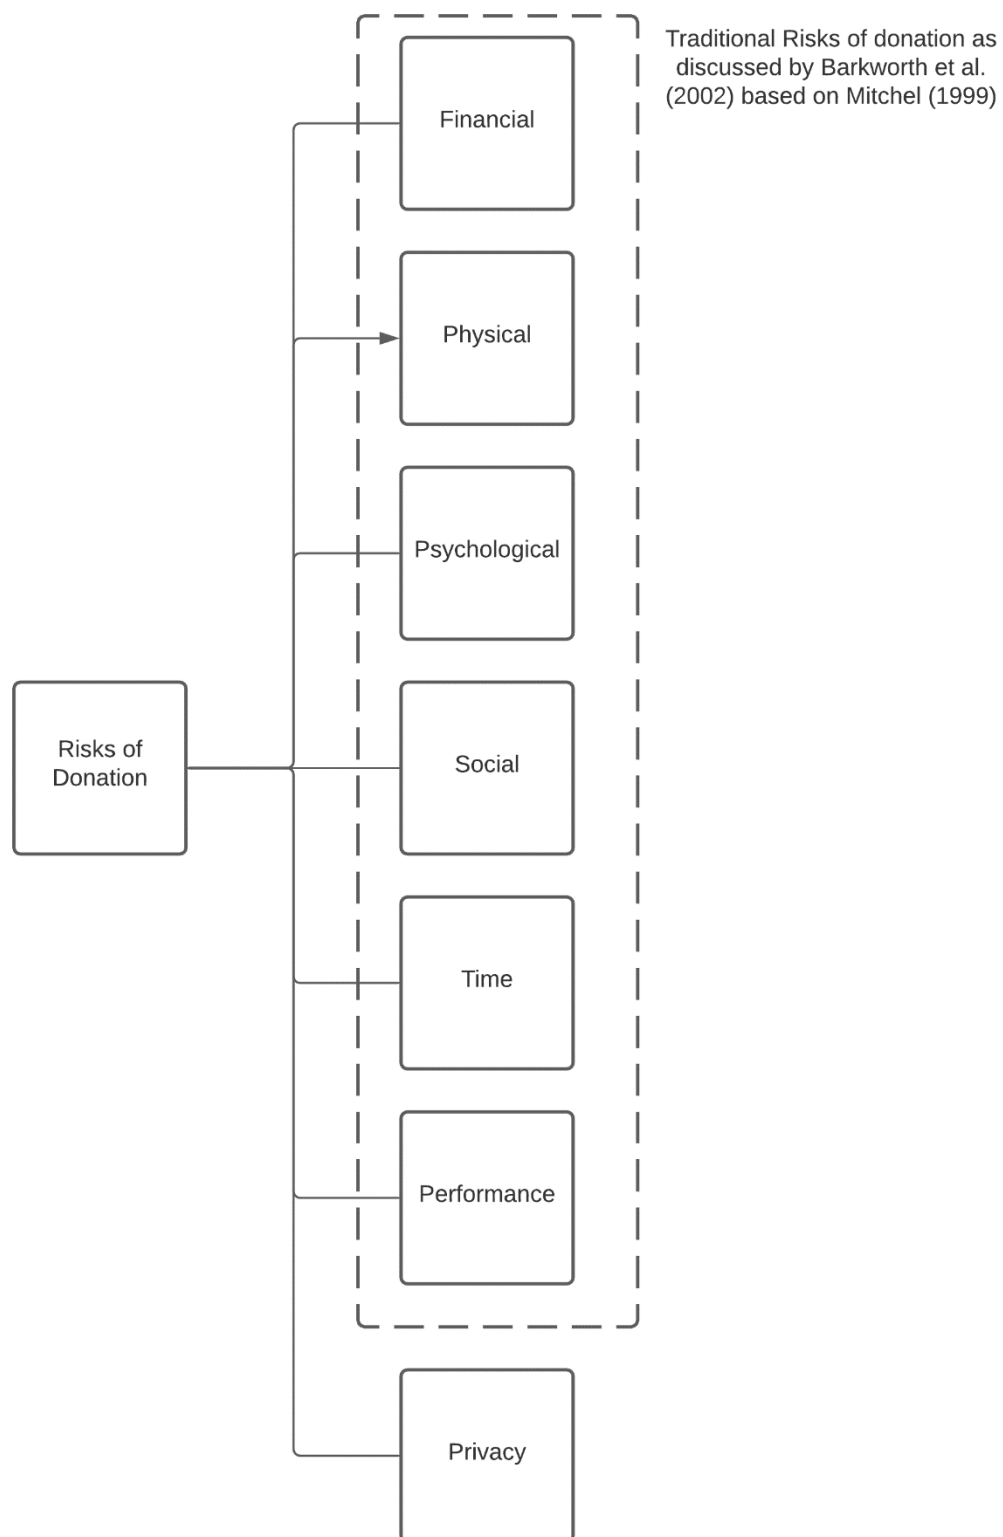 Traditional Risks of donation as
discussed by Barkworth et al.
(2002) based on Mitchel (1999)
Financial
Physical
Psychological
Risks of
Donation
Social
Time
Performance
Privacy